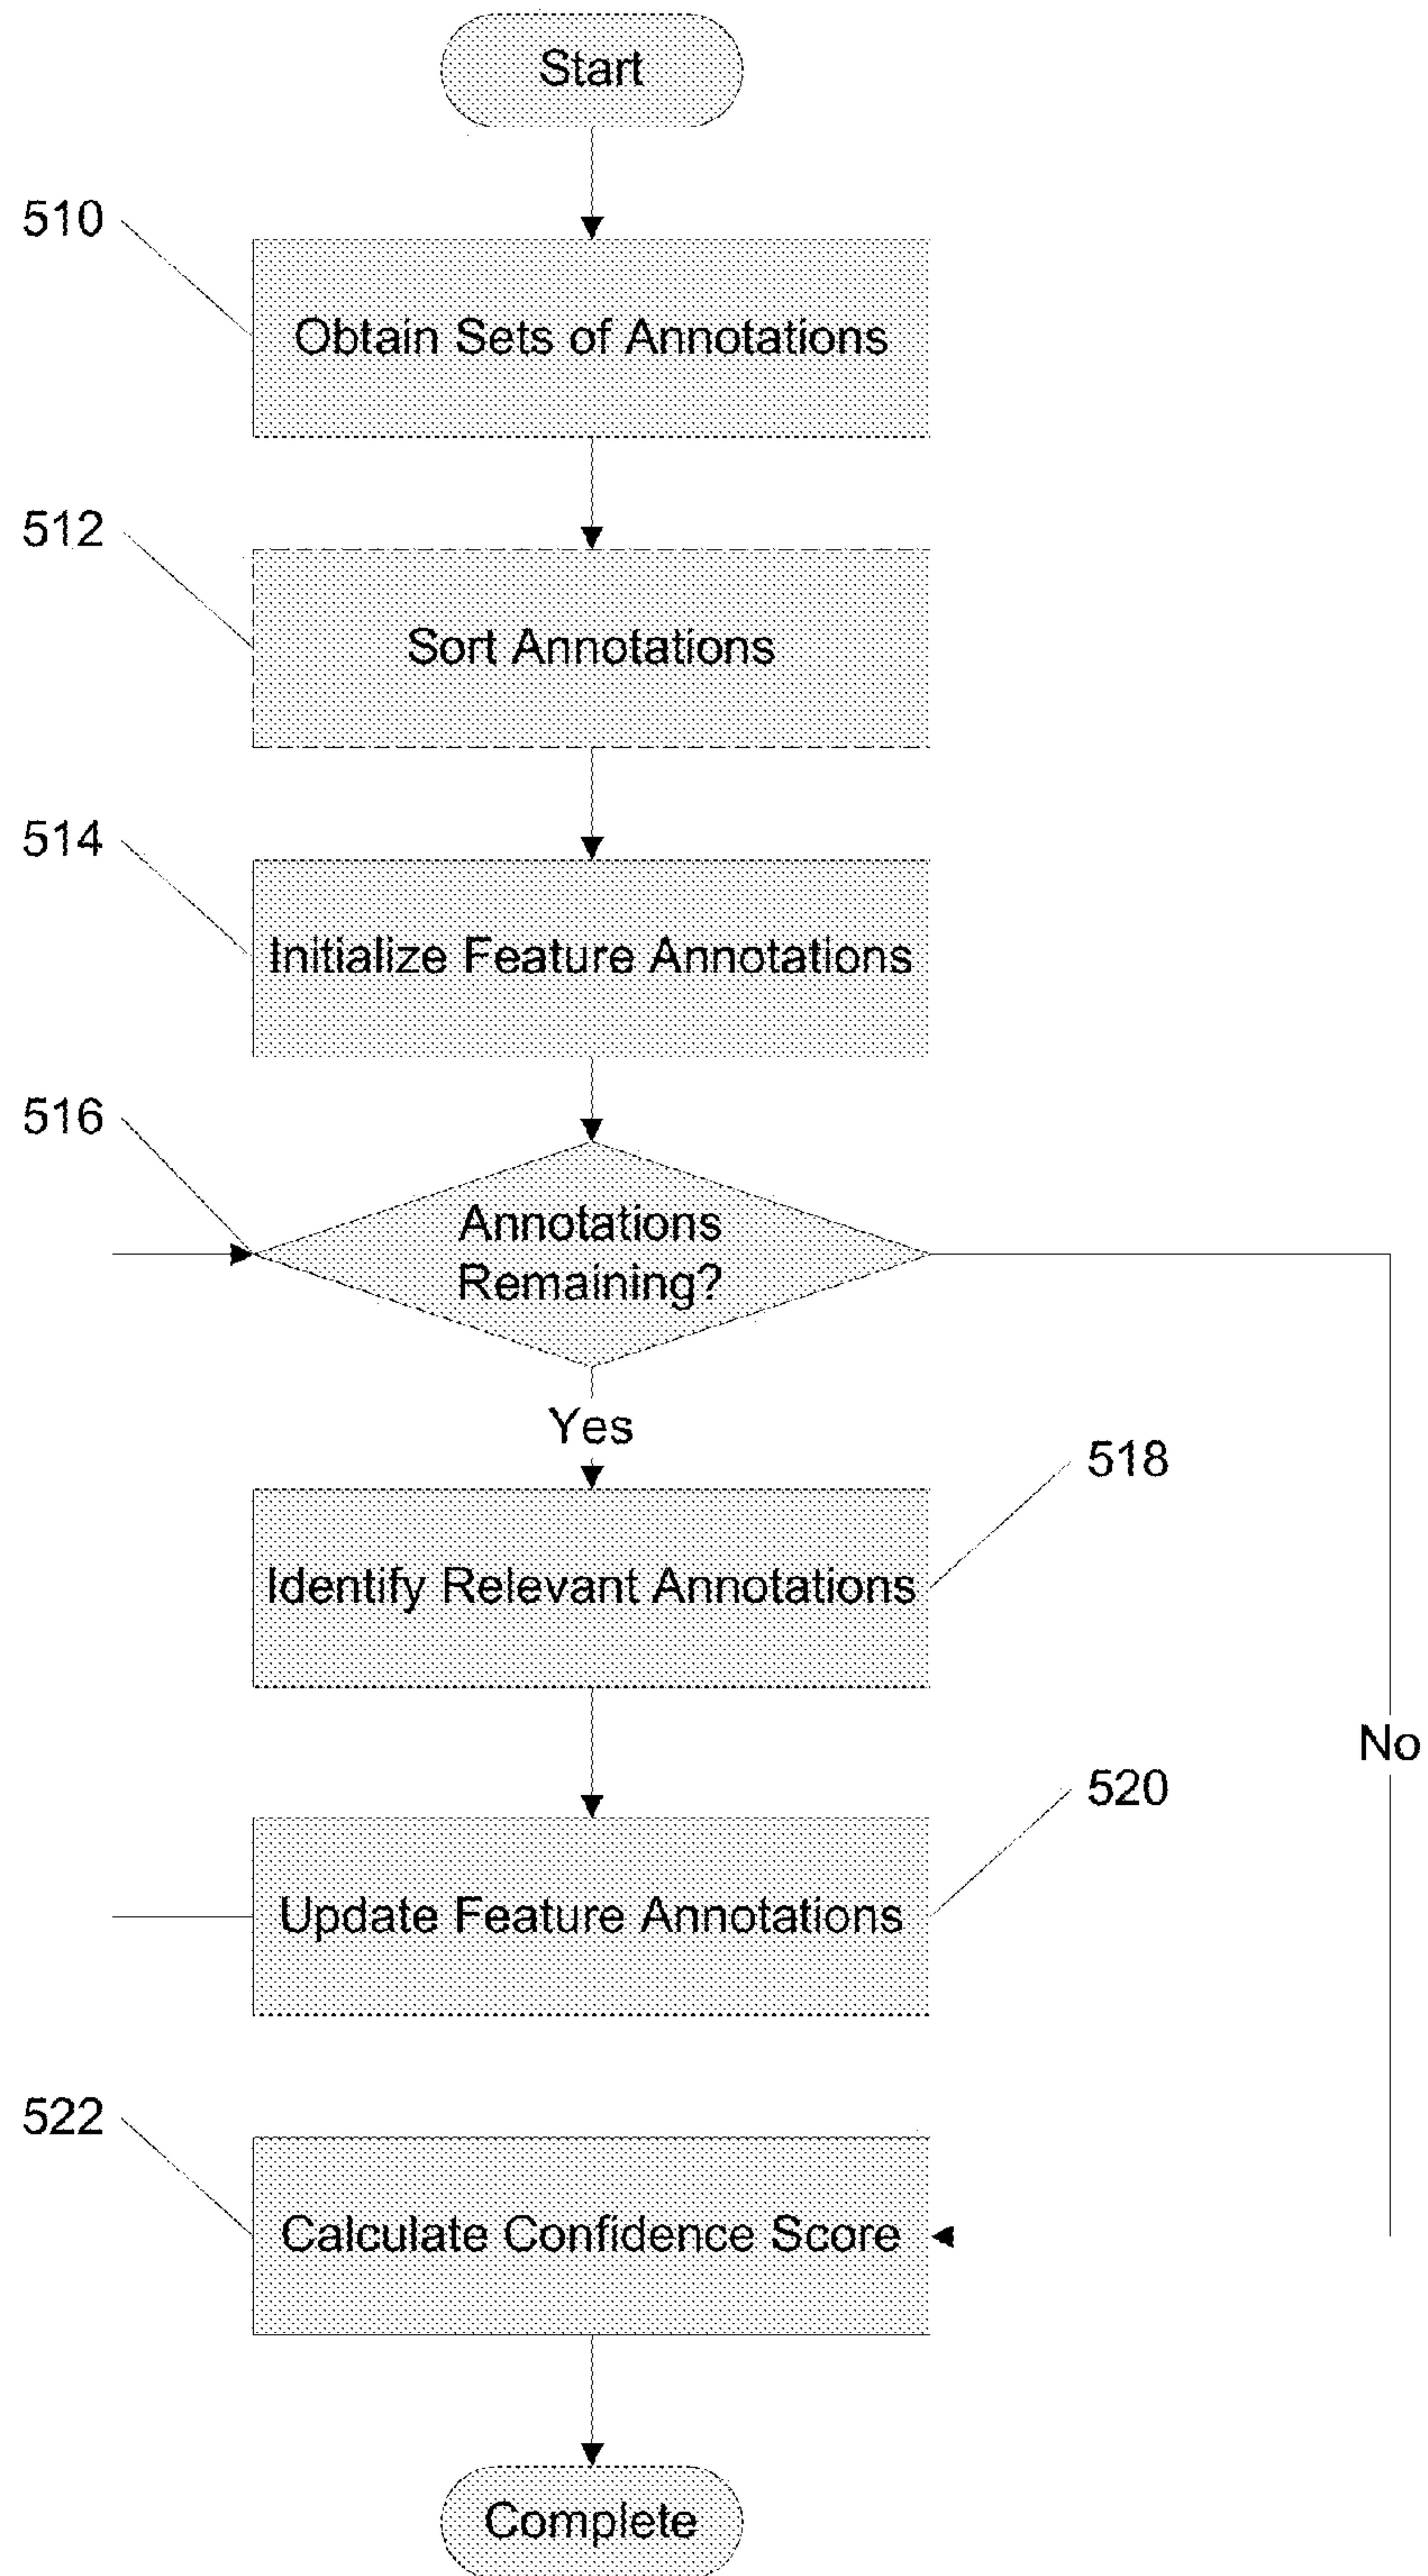 Start
510
Obtain Sets of Annotations
512
Sort Annotations
514
Initialize Feature Annotations
516
Annotations
Remaining?
Yes
518
Identify Relevant Annotations
No
520
Update Feature Annotations
522
Calculate Confidence Score
Complete